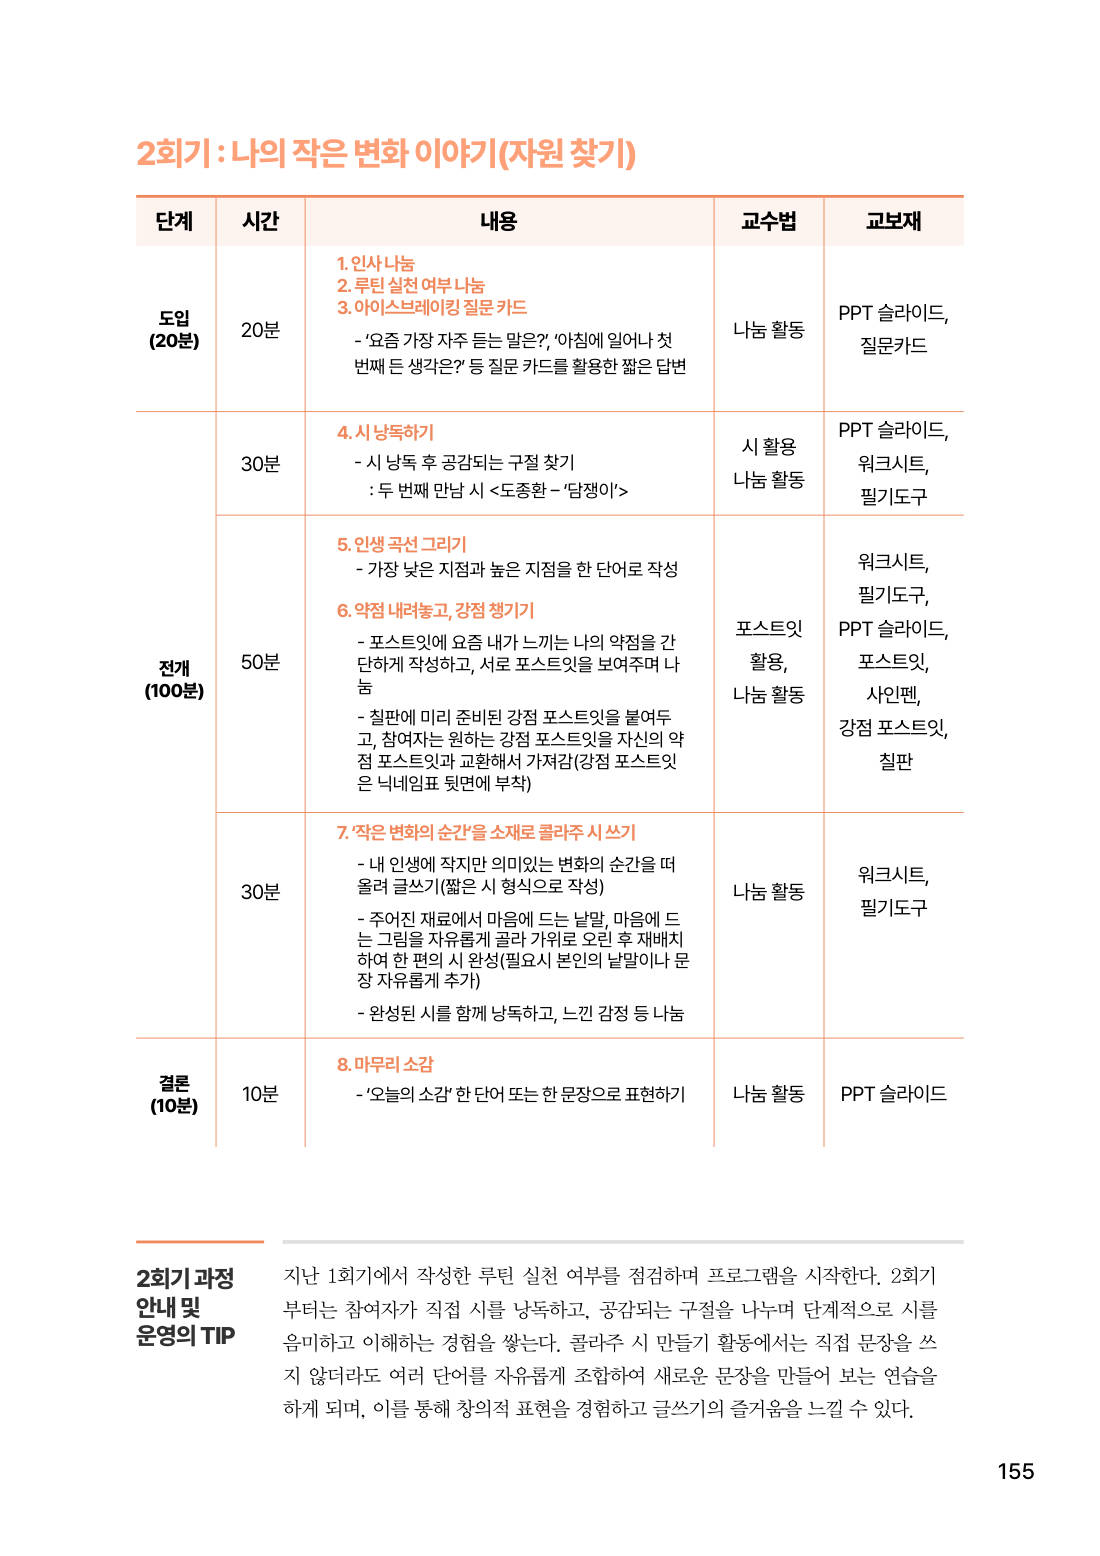 2회기 : 나의 작은 변화 이야기(자원 찾기)
단계
시간
내용
교수법
교보재
도입
(20분)
20분
1. 인사 나눔
2. 루틴 실천 여부 나눔
3. 아이스브레이킹 질문 카드
- ‘요즘 가장 자주 듣는 말은?’, ‘아침에 일어나 첫
번째 든 생각은?’ 등 질문 카드를 활용한 짧은 답변
나눔 활동
PPT 슬라이드,
질문카드
전개
(100분)
30분
4. 시 낭독하기
- 시 낭독 후 공감되는 구절 찾기
: 두 번째 만남 시 <도종환 – ‘담쟁이’>
시 활용
나눔 활동
PPT 슬라이드,
워크시트,
필기도구
50분
5. 인생 곡선 그리기
- 가장 낮은 지점과 높은 지점을 한 단어로 작성
6. 약점 내려놓고, 강점 챙기기
- 포스트잇에 요즘 내가 느끼는 나의 약점을 간
단하게 작성하고, 서로 포스트잇을 보여주며 나
눔
- 칠판에 미리 준비된 강점 포스트잇을 붙여두
고, 참여자는 원하는 강점 포스트잇을 자신의 약
점 포스트잇과 교환해서 가져감(강점 포스트잇
은 닉네임표 뒷면에 부착)
포스트잇
활용,
나눔 활동
워크시트,
필기도구,
PPT 슬라이드,
포스트잇,
사인펜,
강점 포스트잇,
칠판
30분
7. ‘작은 변화의 순간’을 소재로 콜라주 시 쓰기
- 내 인생에 작지만 의미있는 변화의 순간을 떠
올려 글쓰기(짧은 시 형식으로 작성)
- 주어진 재료에서 마음에 드는 낱말, 마음에 드
는 그림을 자유롭게 골라 가위로 오린 후 재배치
하여 한 편의 시 완성(필요시 본인의 낱말이나 문
장 자유롭게 추가)
- 완성된 시를 함께 낭독하고, 느낀 감정 등 나눔
나눔 활동
워크시트,
필기도구
결론
(10분)
10분
8. 마무리 소감
- ‘오늘의 소감’ 한 단어 또는 한 문장으로 표현하기
나눔 활동
PPT 슬라이드
2회기 과정
안내 및
운영의 TIP
지난 1회기에서 작성한 루틴 실천 여부를 점검하며 프로그램을 시작한다. 2회기
부터는 참여자가 직접 시를 낭독하고, 공감되는 구절을 나누며 단계적으로 시를
음미하고 이해하는 경험을 쌓는다. 콜라주 시 만들기 활동에서는 직접 문장을 쓰
지 않더라도 여러 단어를 자유롭게 조합하여 새로운 문장을 만들어 보는 연습을
하게 되며, 이를 통해 창의적 표현을 경험하고 글쓰기의 즐거움을 느낄 수 있다.
155